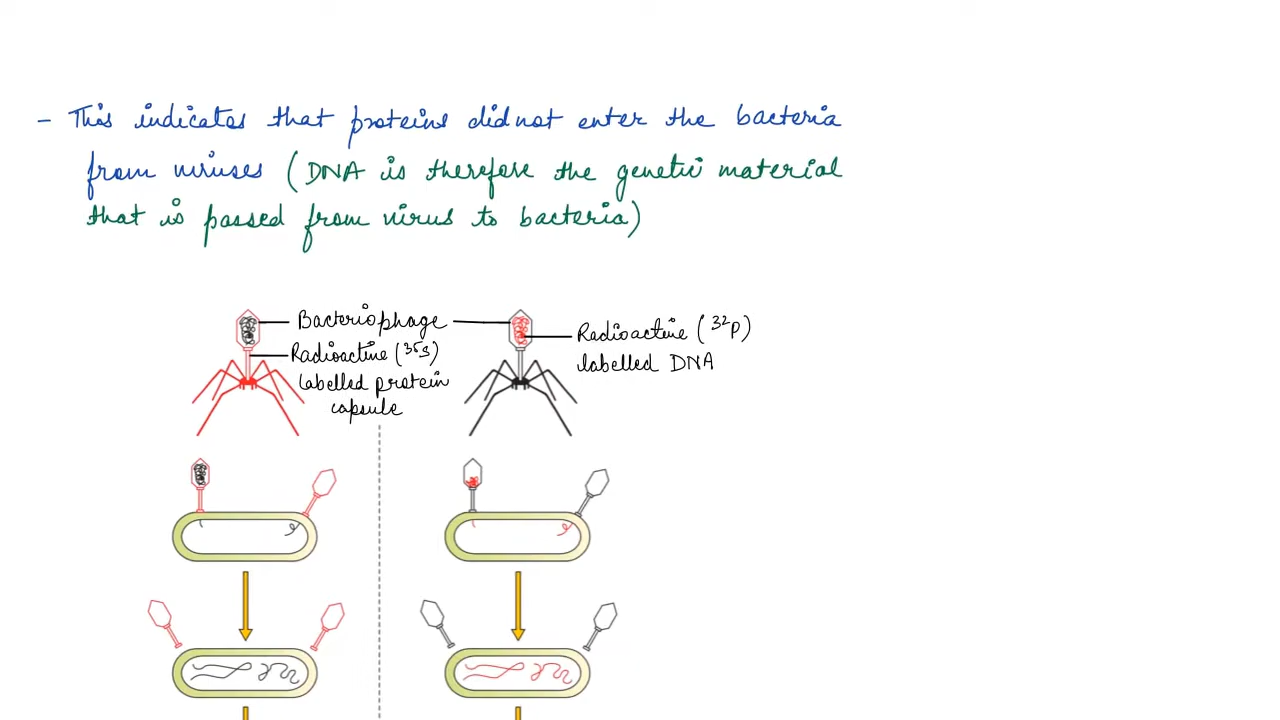 - This indicates that proteins did not enter the bacteria
from viruses (DNA is therefore the genetic material
that is passed from virus to bacteria)
Bacteriophage
Radioactive (35S)
labelled protein
capsule
Radioactive (32P)
labelled DNA